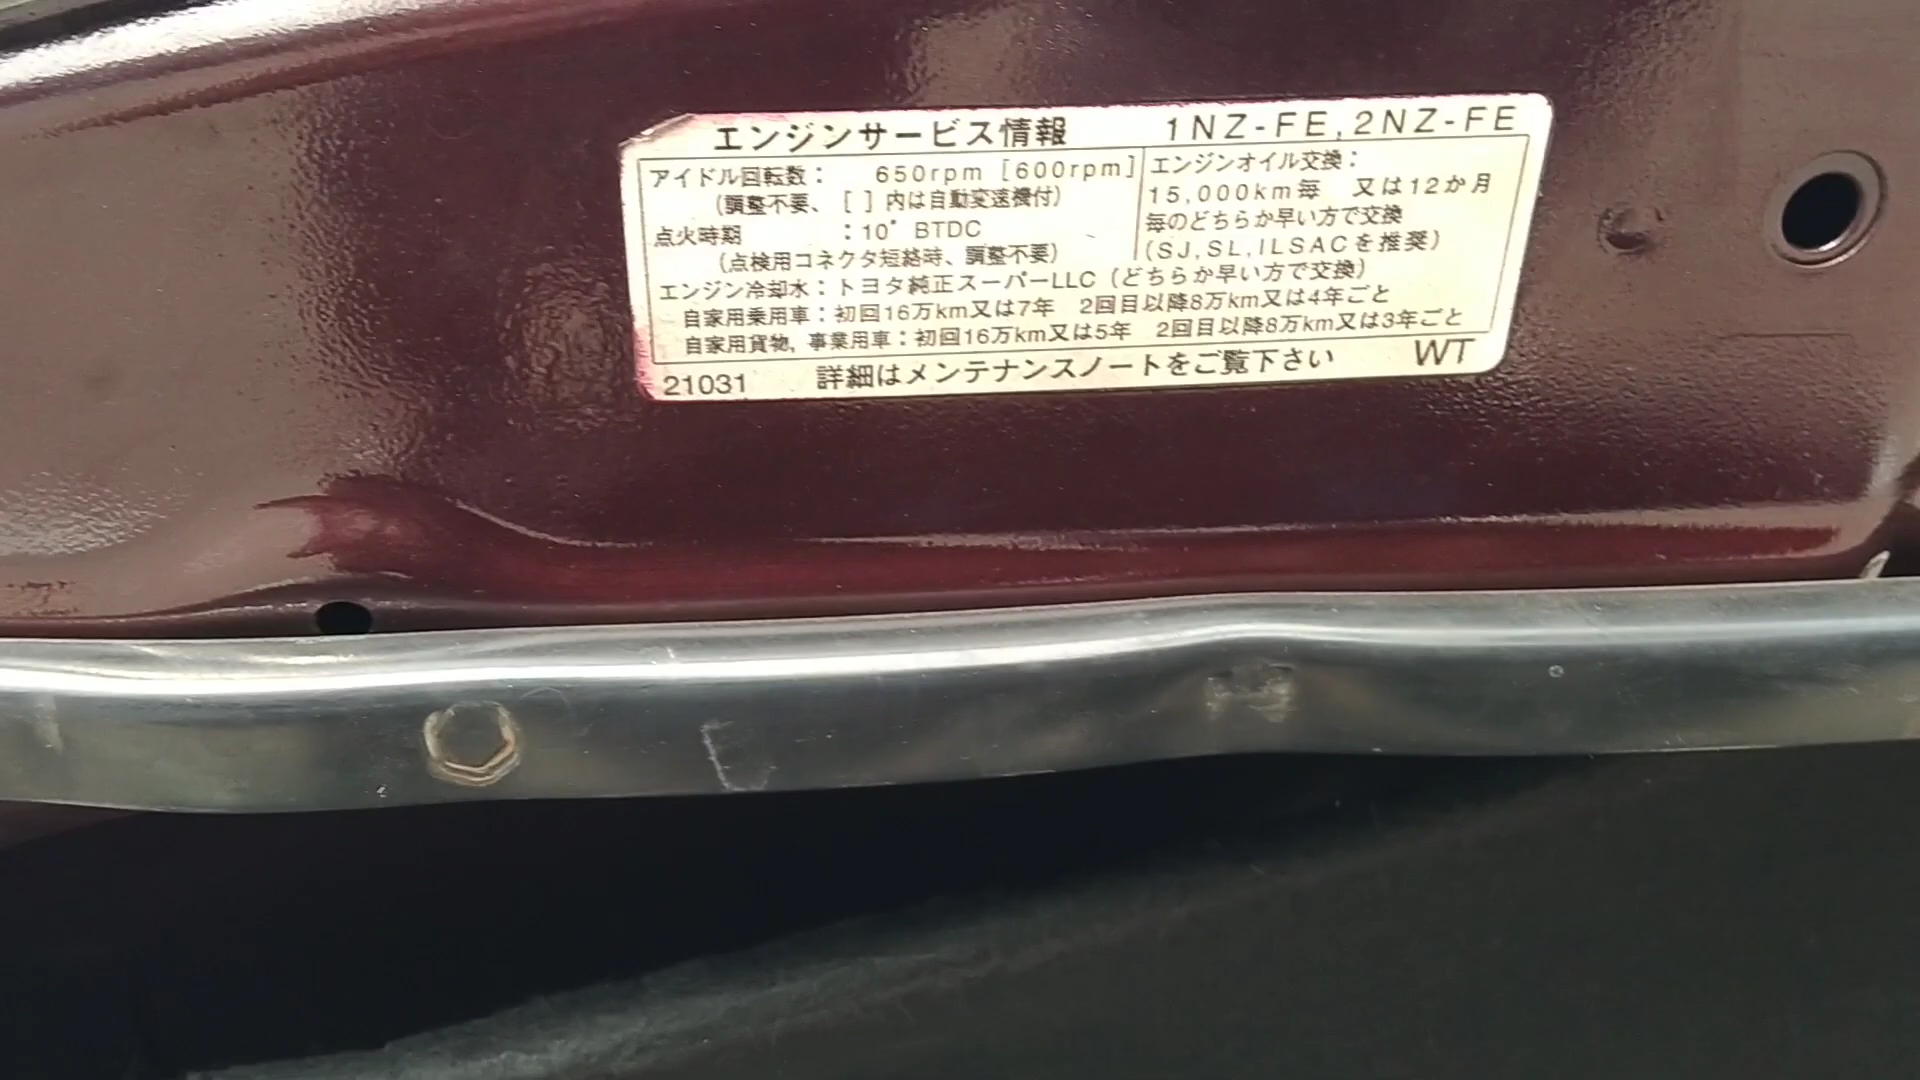 エンジンサービス情報 1NZ-FE,2NZ-FE
アイドル回転数： 650rpm [600rpm]
(調整不要、[ ]内は自動変速機付)
点火時期 ：10° BTDC
(点検用コネクタ短絡時、調整不要)
エンジンオイル交換：
15,000km毎 又は12か月
毎のどちらか早い方で交換
(SJ,SL,ILSACを推奨)
エンジン冷却水：トヨタ純正スーパーLLC (どちらか早い方で交換)
自家用乗用車：初回16万km又は7年 2回目以降8万km又は4年ごと
自家用貨物,事業用車：初回16万km又は5年 2回目以降8万km又は3年ごと
21031 詳細はメンテナンスノートをご覧下さい WT